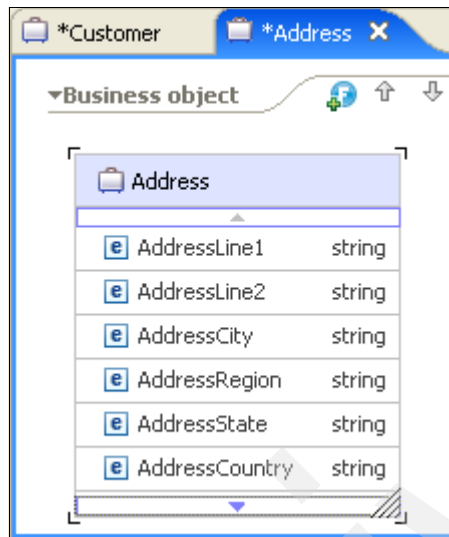 *Customer *Address
Business object
Address
AddressLine1 string
AddressLine2 string
AddressCity string
AddressRegion string
AddressState string
AddressCountry string